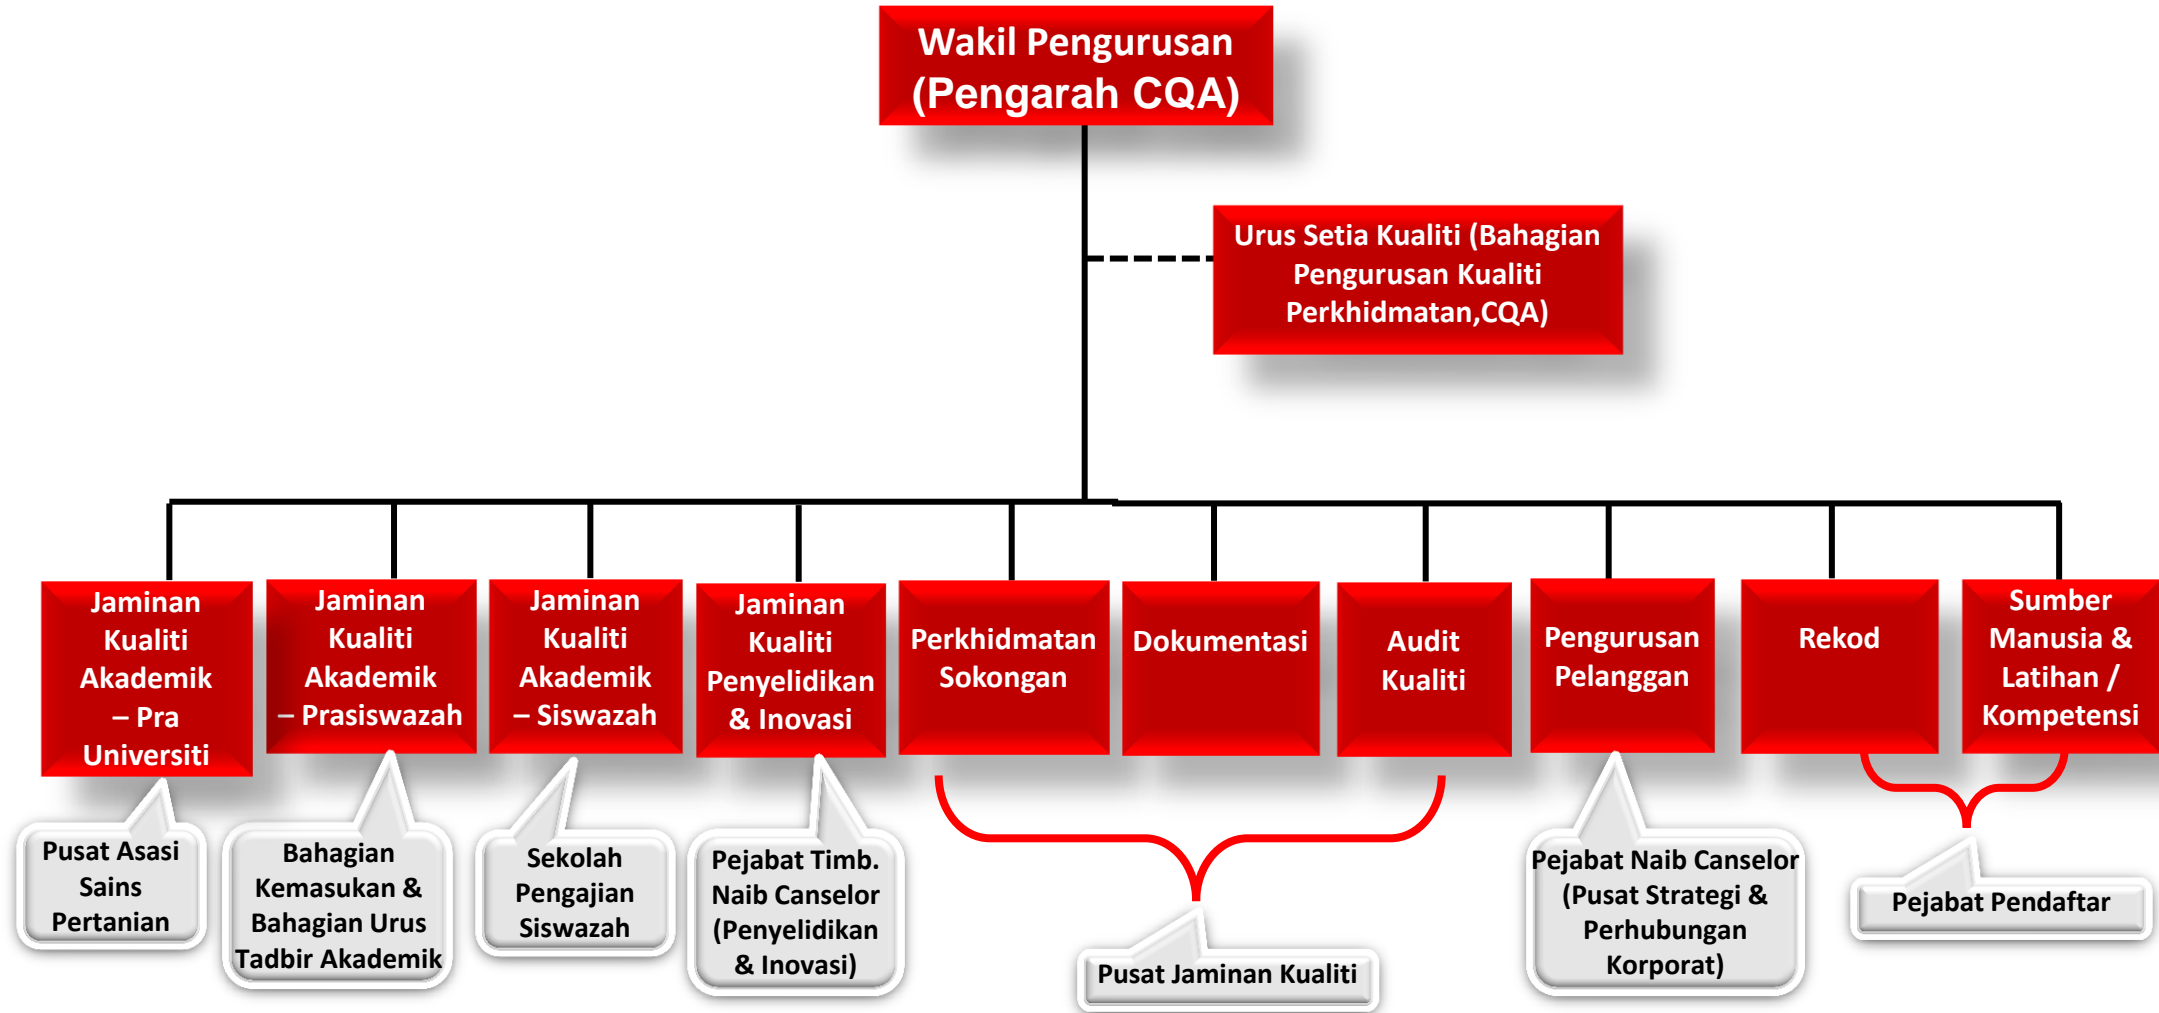 Wakil Pengurusan
(Pengarah CQA)
Urus Setia Kualiti (Bahagian
Pengurusan Kualiti
Perkhidmatan,CQA)
Jaminan
Kualiti
Akademik
– Pra
Universiti
Jaminan
Kualiti
Akademik
– Prasiswazah
Jaminan
Kualiti
Akademik
– Siswazah
Jaminan
Kualiti
Penyelidikan
& Inovasi
Perkhidmatan
Sokongan
Dokumentasi
Audit
Kualiti
Pengurusan
Pelanggan
Rekod
Sumber
Manusia &
Latihan /
Kompetensi
Pusat Asasi
Sains
Pertanian
Bahagian
Kemasukan &
Bahagian Urus
Tadbir Akademik
Sekolah
Pengajian
Siswazah
Pejabat Timb.
Naib Canselor
(Penyelidikan
& Inovasi)
Pusat Jaminan Kualiti
Pejabat Naib Canselor
(Pusat Strategi &
Perhubungan
Korporat)
Pejabat Pendaftar